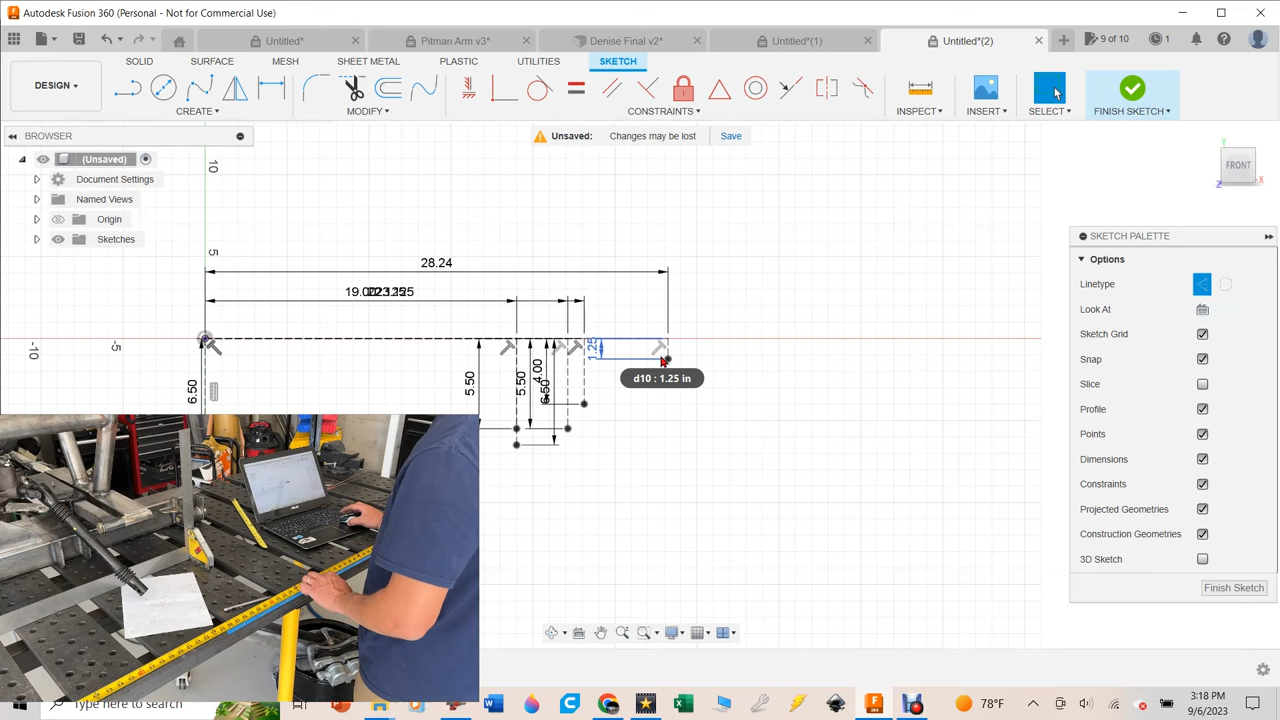 Autodesk Fusion 360 (Personal - Not for Commercial Use)
Untitled*
Pitman Arm v3*
Denise Final v2*
Untitled*(1)
Untitled*(2)
9 of 10
1
SOLID
SURFACE
MESH
SHEET METAL
PLASTIC
UTILITIES
SKETCH
DESIGN
CREATE
MODIFY
CONSTRAINTS
INSPECT
INSERT
SELECT
FINISH SKETCH
BROWSER
Unsaved:
Changes may be lost
Save
(Unsaved)
Document Settings
Named Views
Origin
Sketches
10
5
-5
-10
FRONT
Y
Z
X
28.24
1.25
6.50
5.50
5.50
4.00
6.50
d10 : 1.25 in
SKETCH PALETTE
Options
Linetype
Look At
Sketch Grid
Snap
Slice
Profile
Points
Dimensions
Constraints
Projected Geometries
Construction Geometries
3D Sketch
Finish Sketch
Type here to search
78°F
3:18 PM
9/6/2023